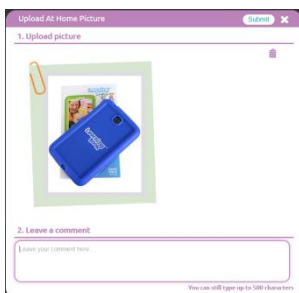 Upload At Home Picture
Submit
1. Upload picture
2. Leave a comment
Leave your comment here...
You can still type up to 500 characters